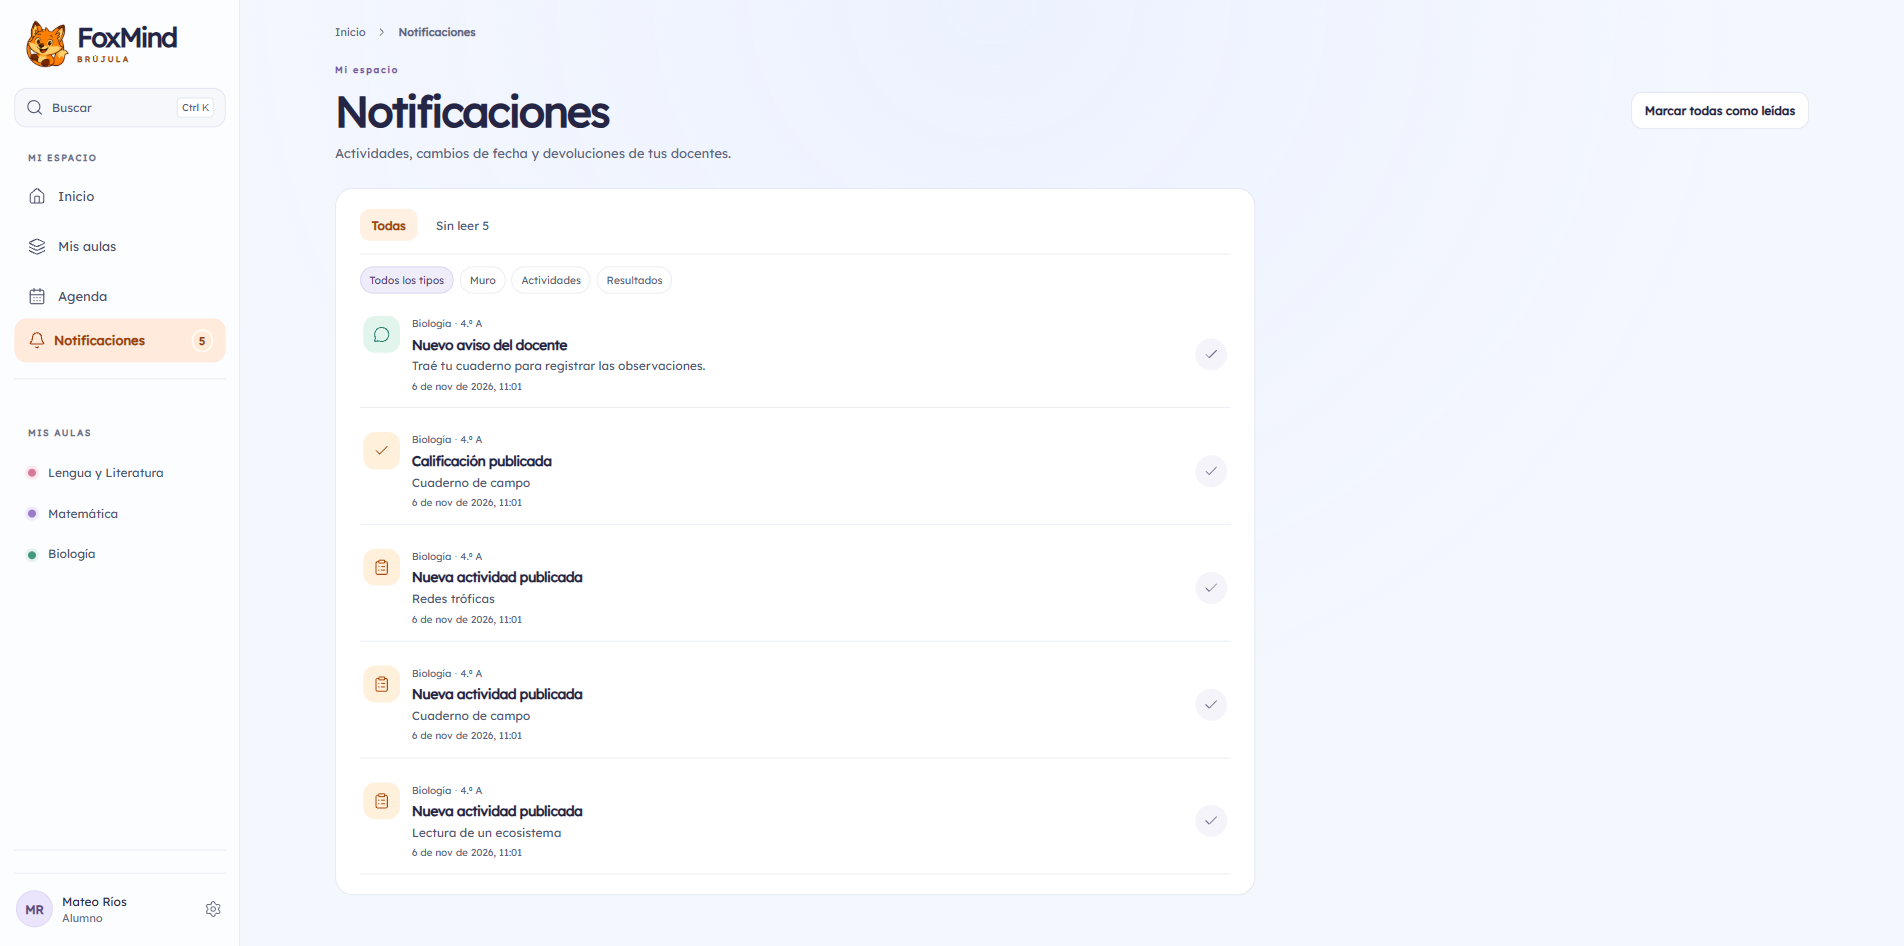 FoxMind
BRÚJULA
Buscar
Ctrl K
MI ESPACIO
Inicio
Mis aulas
Agenda
Notificaciones
5
MIS AULAS
Lengua y Literatura
Matemática
Biología
MR
Mateo Ríos
Alumno
Inicio > Notificaciones
Mi espacio
Notificaciones
Actividades, cambios de fecha y devoluciones de tus docentes.
Marcar todas como leídas
Todas
Sin leer 5
Todos los tipos
Muro
Actividades
Resultados
Biología · 4.º A
Nuevo aviso del docente
Traé tu cuaderno para registrar las observaciones.
6 de nov de 2026, 11:01
Biología · 4.º A
Calificación publicada
Cuaderno de campo
6 de nov de 2026, 11:01
Biología · 4.º A
Nueva actividad publicada
Redes tróficas
6 de nov de 2026, 11:01
Biología · 4.º A
Nueva actividad publicada
Cuaderno de campo
6 de nov de 2026, 11:01
Biología · 4.º A
Nueva actividad publicada
Lectura de un ecosistema
6 de nov de 2026, 11:01